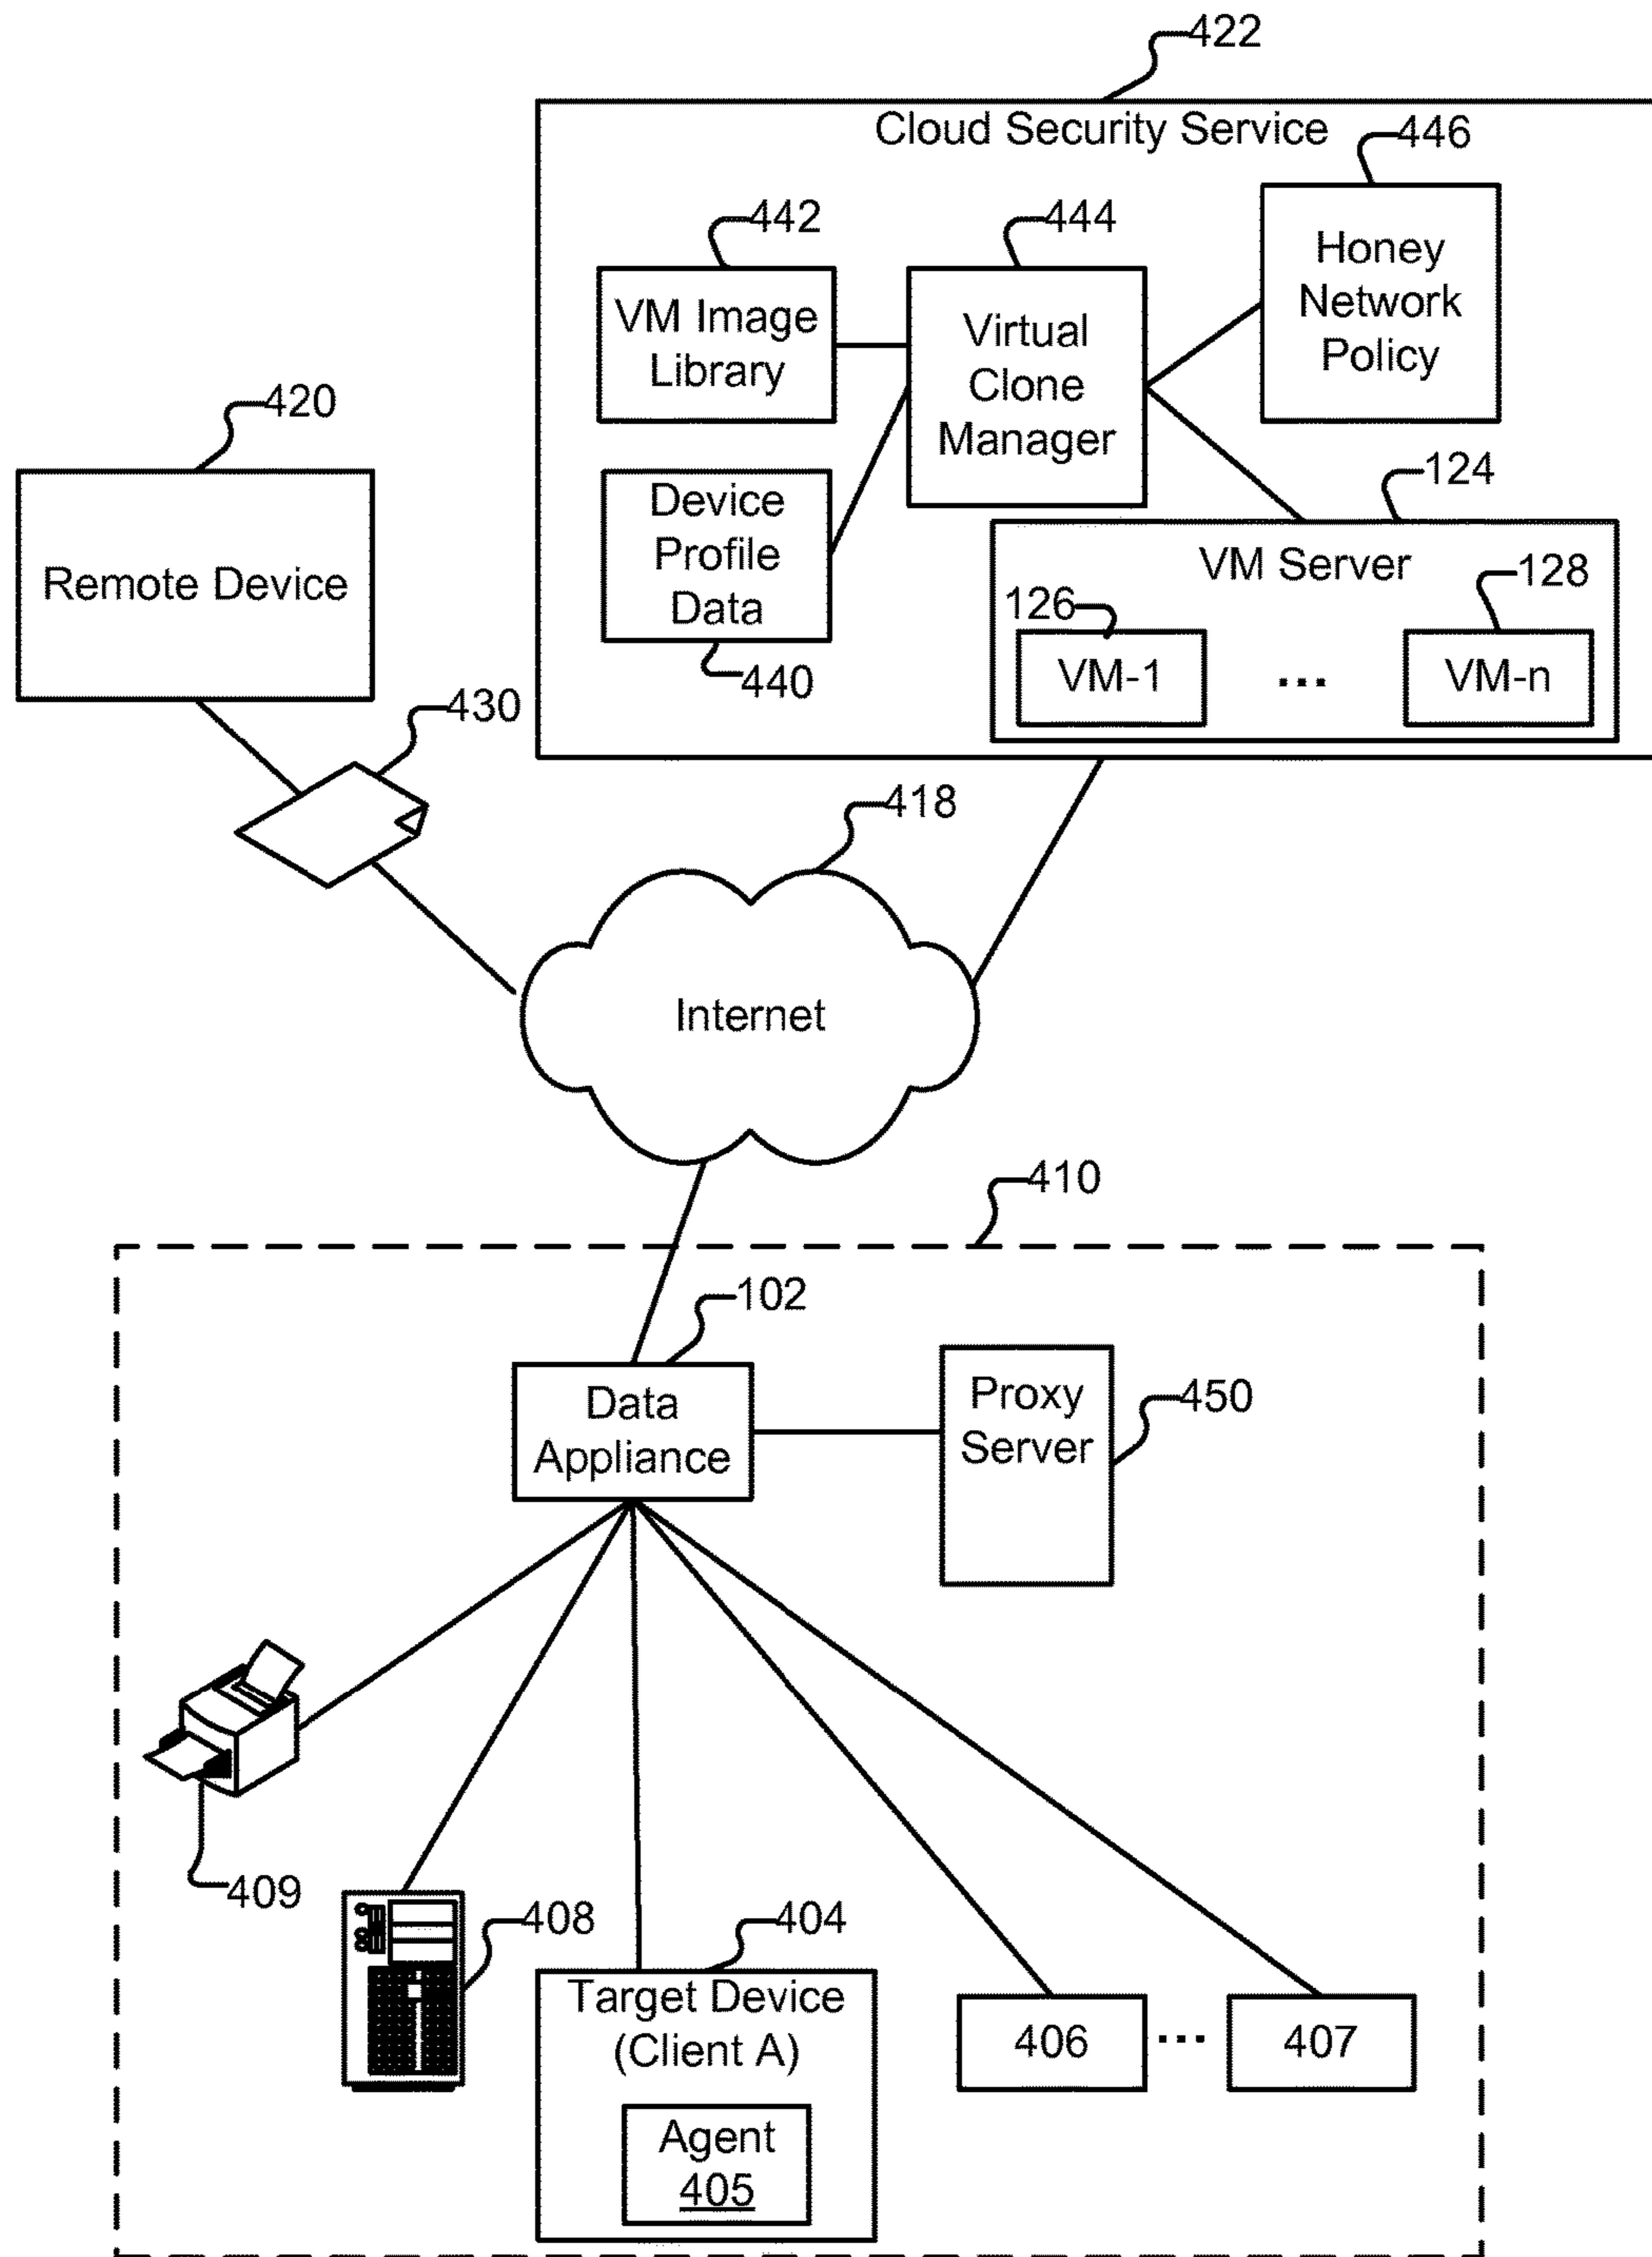 422
Cloud Security Service
446
442
444
Honey
Network
Policy
VM Image
Library
Virtual
Clone
Manager
420
124
Device
Profile
Data
Remote Device
VM Server
126
128
VM-1
...
VM-n
440
430
418
Internet
410
102
Data
Appliance
Proxy
Server
450
409
408
404
Target Device
(Client A)
406
...
407
Agent
405